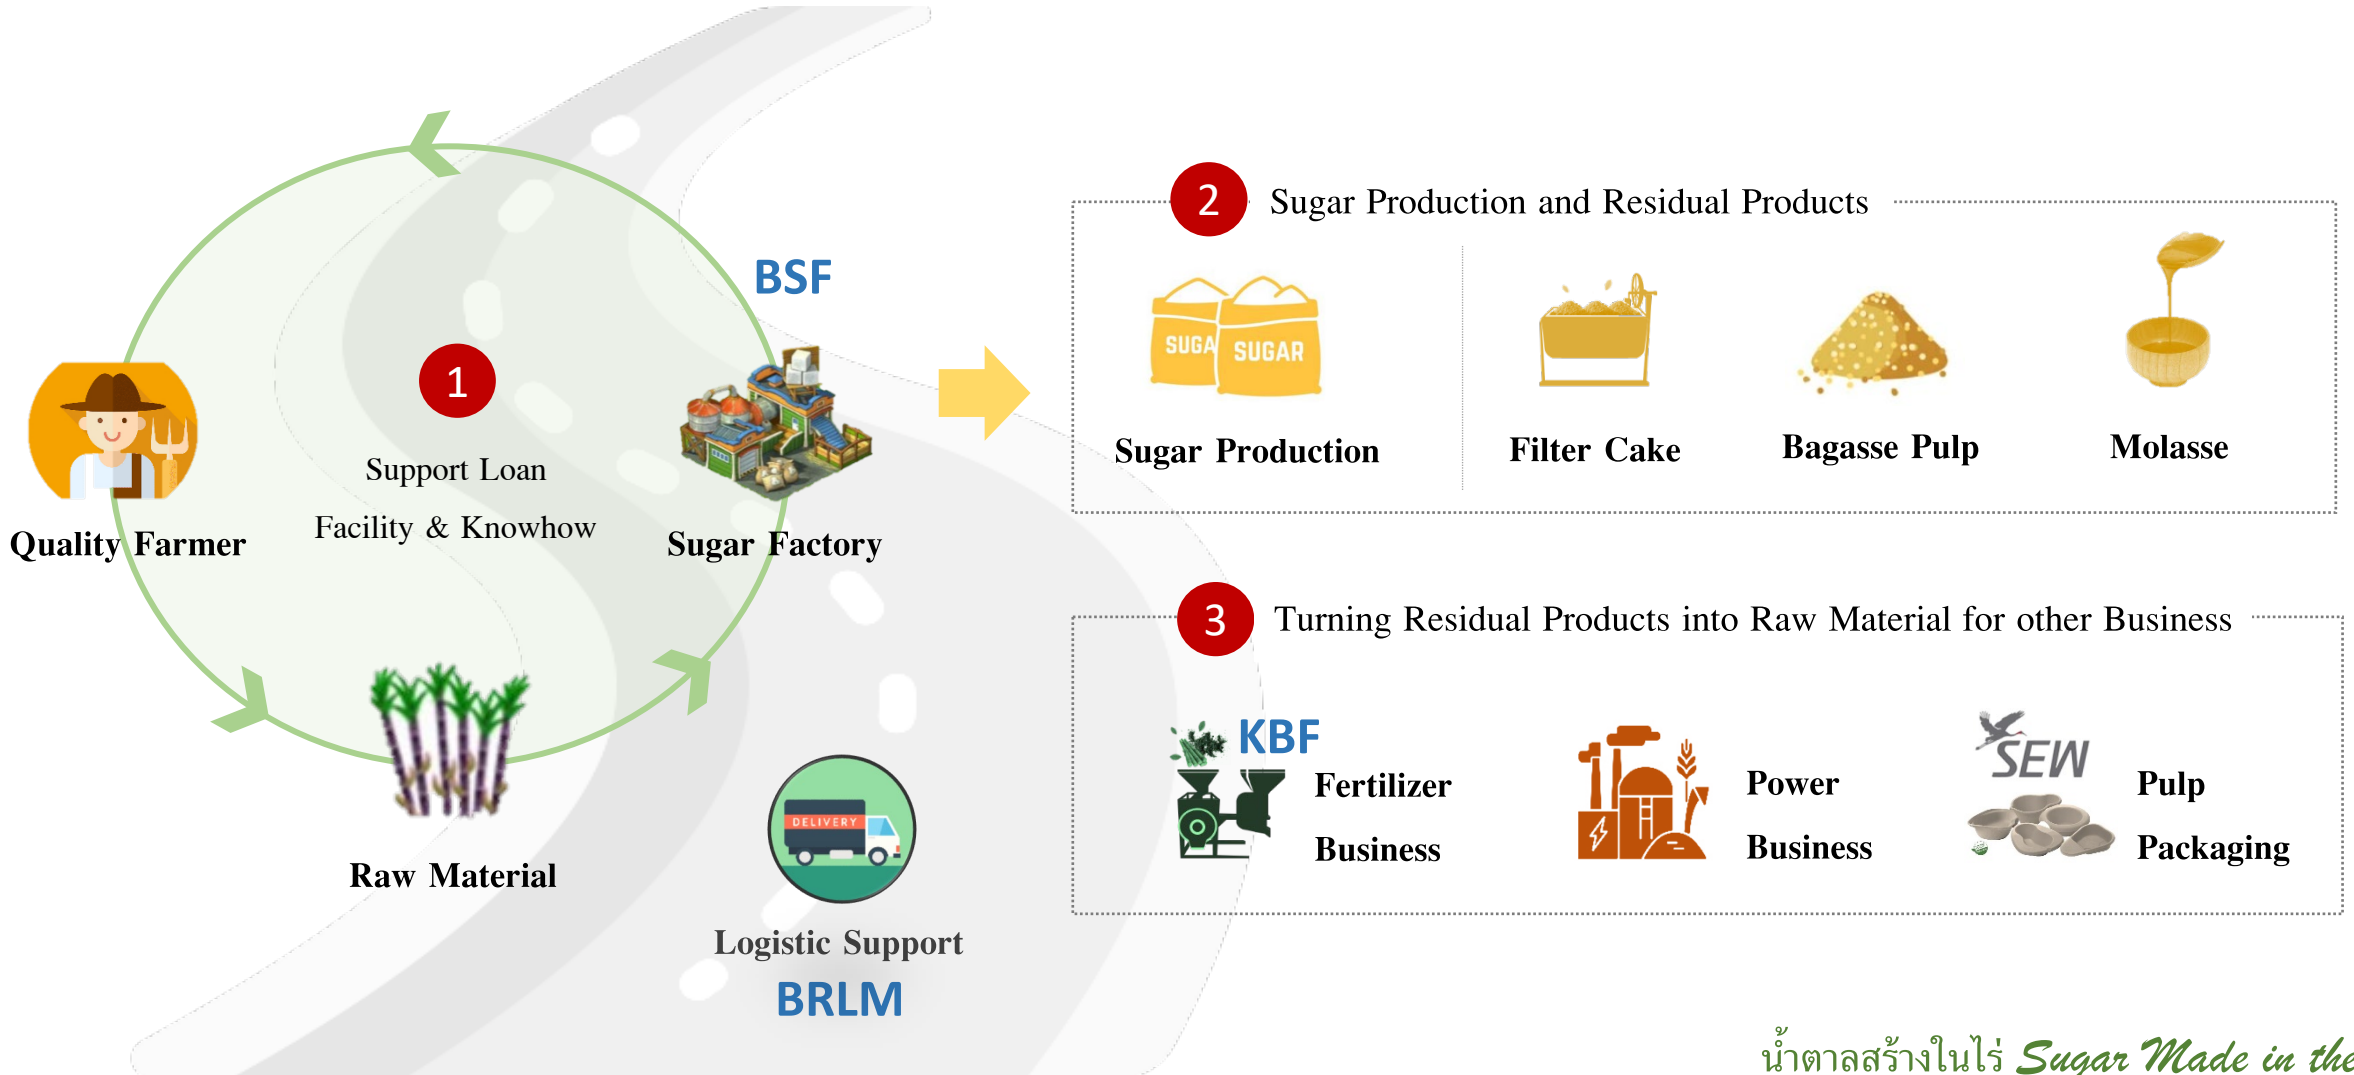 BSF
1
Support Loan
Facility & Knowhow
Quality Farmer
Sugar Factory
Raw Material
DELIVERY
Logistic Support
BRLM
2 Sugar Production and Residual Products
SUGA
SUGAR
Sugar Production
Filter Cake
Bagasse Pulp
Molasse
3 Turning Residual Products into Raw Material for other Business
KBF
Fertilizer
Business
Power
Business
SEW
Pulp
Packaging
น้ำตาลสร้างในไร่ Sugar Made in the